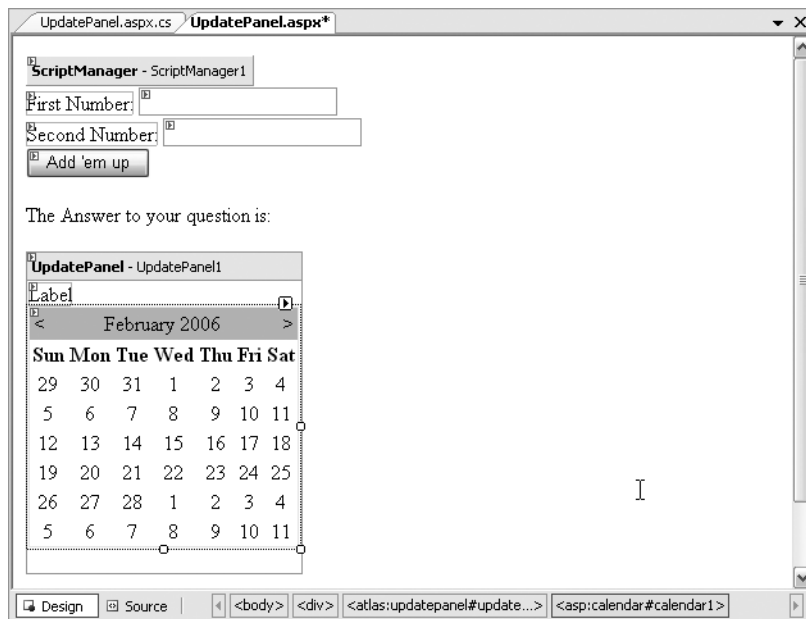 UpdatePanel.aspx.cs UpdatePanel.aspx*
ScriptManager - ScriptManager1
First Number:
Second Number:
Add 'em up
The Answer to your question is:
UpdatePanel - UpdatePanel1
Label
< February 2006 >
Sun Mon Tue Wed Thu Fri Sat
29 30 31 1 2 3 4
5 6 7 8 9 10 11
12 13 14 15 16 17 18
19 20 21 22 23 24 25
26 27 28 1 2 3 4
5 6 7 8 9 10 11
Design Source <body> <div> <atlas:updatepanel#update...> <asp:calendar#calendar1>